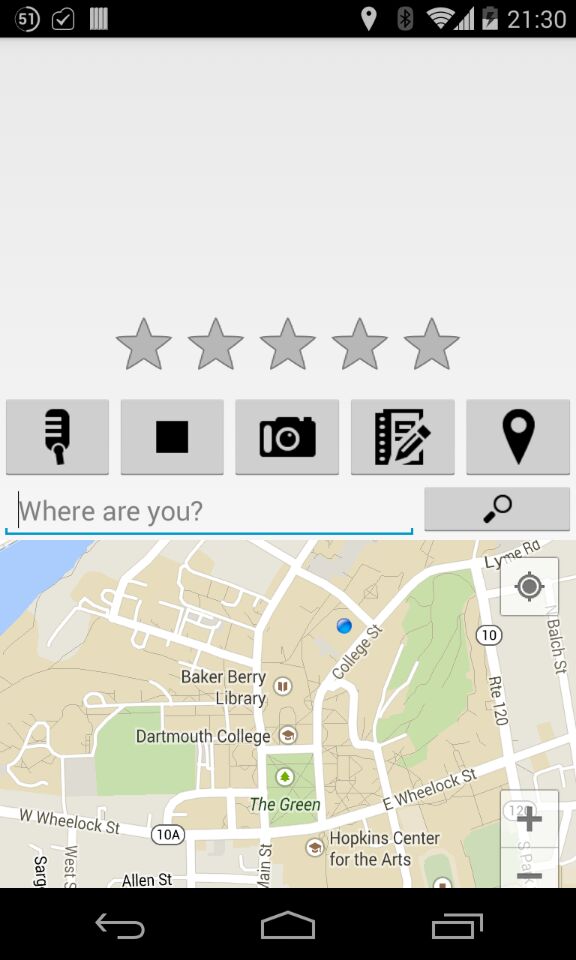 51
21:30
Where are you?
Lyme Rd
10
N Balch St
College St
Baker Berry
Library
Rte 120
Dartmouth College
The Green
E Wheelock St
120
W Wheelock St
10A
Hopkins Center
for the Arts
Main St
S Park
West S
Sarge
Allen St